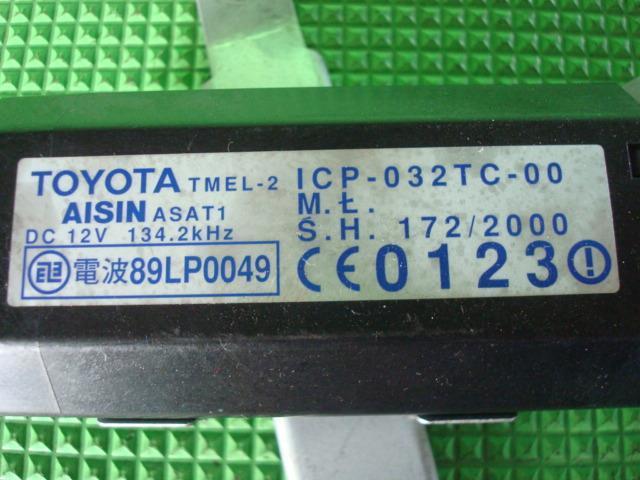 TOYOTA TMEL-2
AISIN ASAT1
DC 12V 134.2kHz
電波89LP0049
ICP-032TC-00
M.Ł.
Ś.H. 172/2000
CE0123